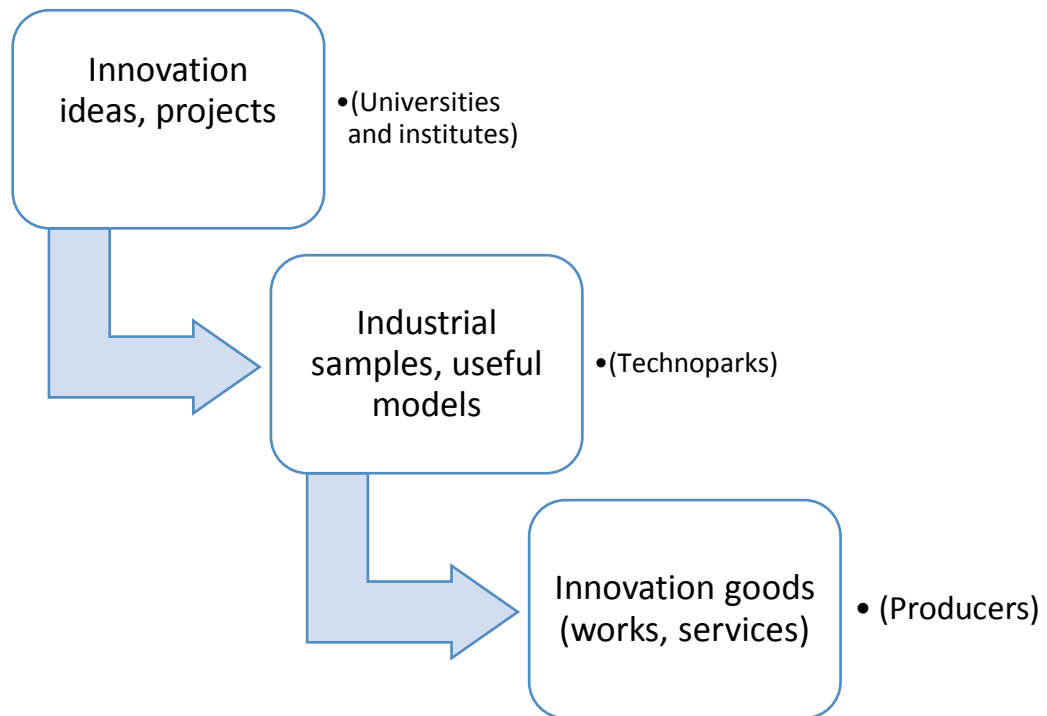 Innovation
ideas, projects
•(Universities
and institutes)
Industrial
samples, useful
models
•(Technoparks)
Innovation goods
(works, services)
• (Producers)